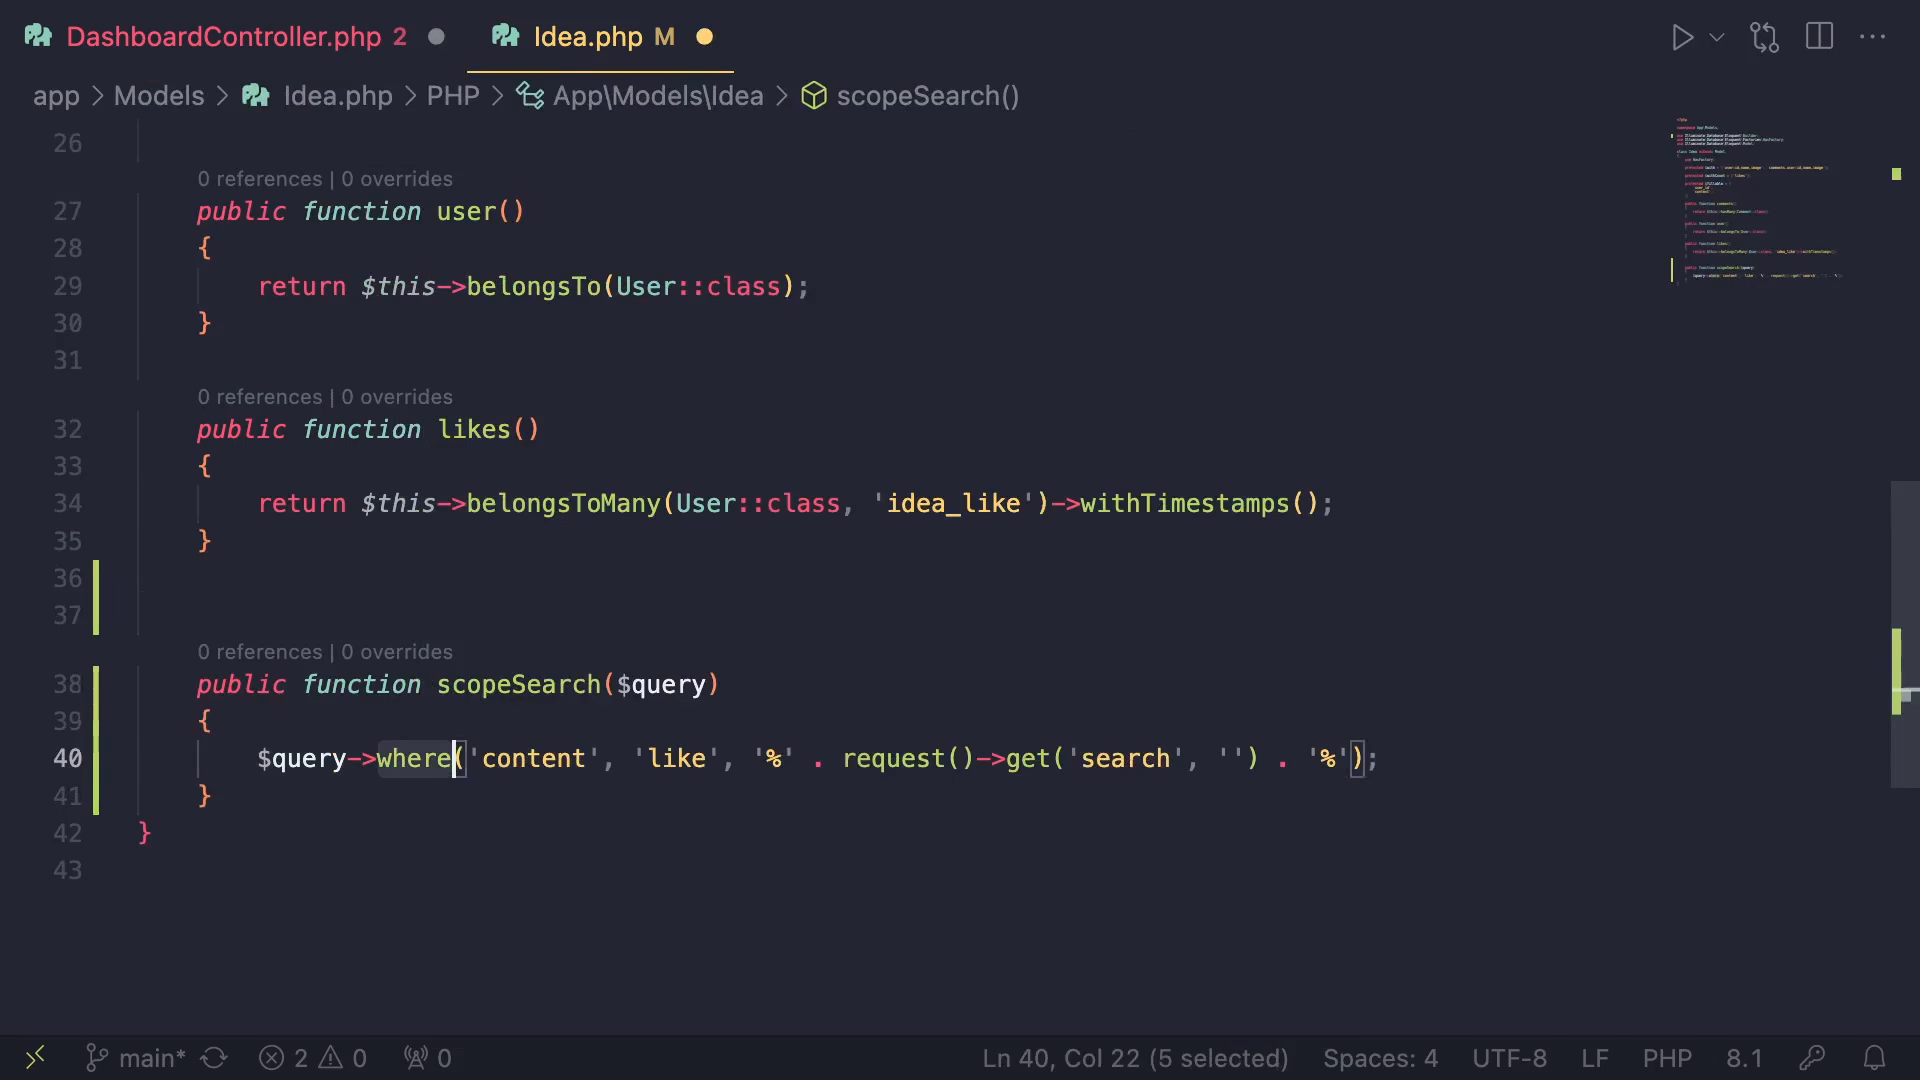 DashboardController.php 2 Idea.php M
app > Models > Idea.php > PHP > App\Models\Idea > scopeSearch()
26
0 references | 0 overrides
27 public function user()
28 {
29 return $this->belongsTo(User::class);
30 }
31
0 references | 0 overrides
32 public function likes()
33 {
34 return $this->belongsToMany(User::class, 'idea_like')->withTimestamps();
35 }
36
37
0 references | 0 overrides
38 public function scopeSearch($query)
39 {
40 $query->where('content', 'like', '%' . request()->get('search', '') . '%');
41 }
42 }
43
main* 2 0 0 Ln 40, Col 22 (5 selected) Spaces: 4 UTF-8 LF PHP 8.1